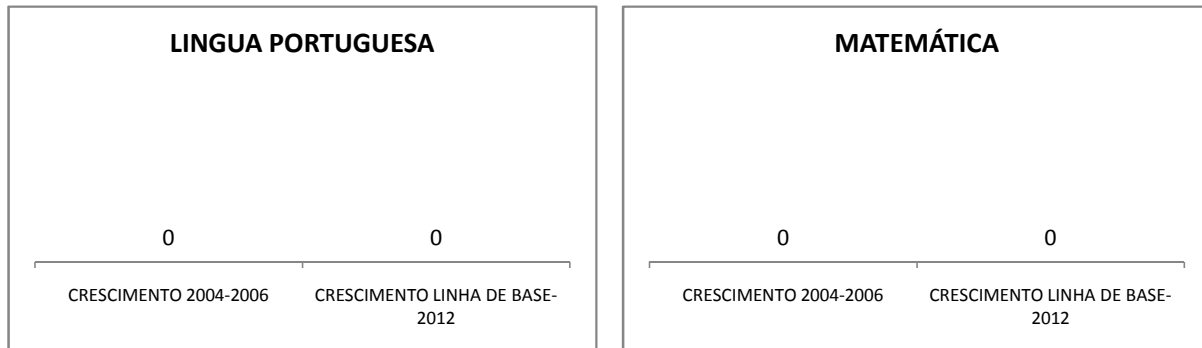 LINGUA PORTUGUESA
0 0
CRESCIMENTO 2004-2006 CRESCIMENTO LINHA DE BASE-
2012
MATEMÁTICA
0 0
CRESCIMENTO 2004-2006 CRESCIMENTO LINHA DE BASE-
2012